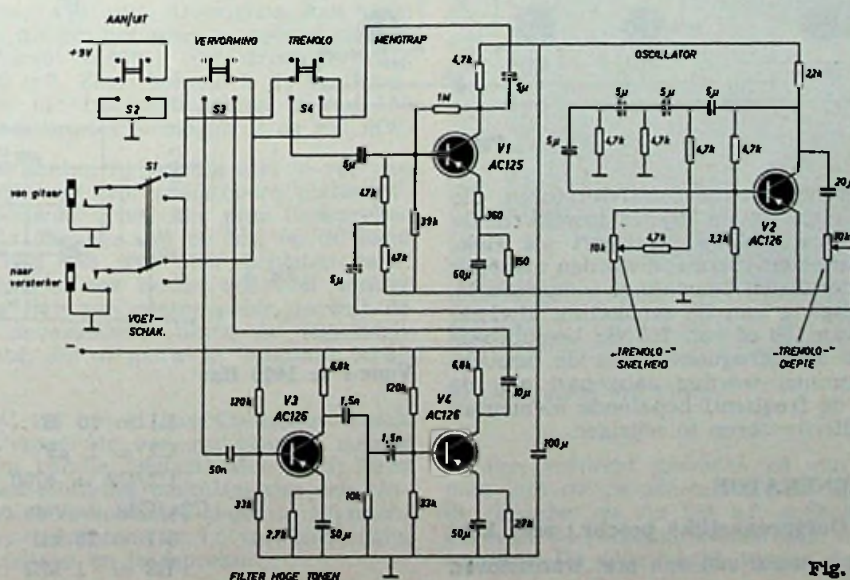 AAN/UIT
+9V
S2
VERVORMING
S3
TREMOLO
S4
MENGTRAP
OSCILLATOR
4,7k
5µ
1M
V1
AC125
5µ
47k
39k
47k
5µ
360
50µ
150
2,2k
5µ
5µ
5µ
5µ
4,7k
4,7k
4,7k
4,7k
V2
AC126
20µ
10k
10k
4,7k
3,3k
„TREMOLO-”
SNELHEID
„TREMOLO-”
DIEPTE
van gitaar
S1
naar
versterker
VOET-
SCHAK.
-
120k
6,8k
1,5n
V3
AC126
50n
33k
2,7k
50µ
10k
1,5n
120k
6,8k
V4
AC126
10µ
100µ
33k
50µ
2,7k
FILTER HOGE TONEN
Fig.